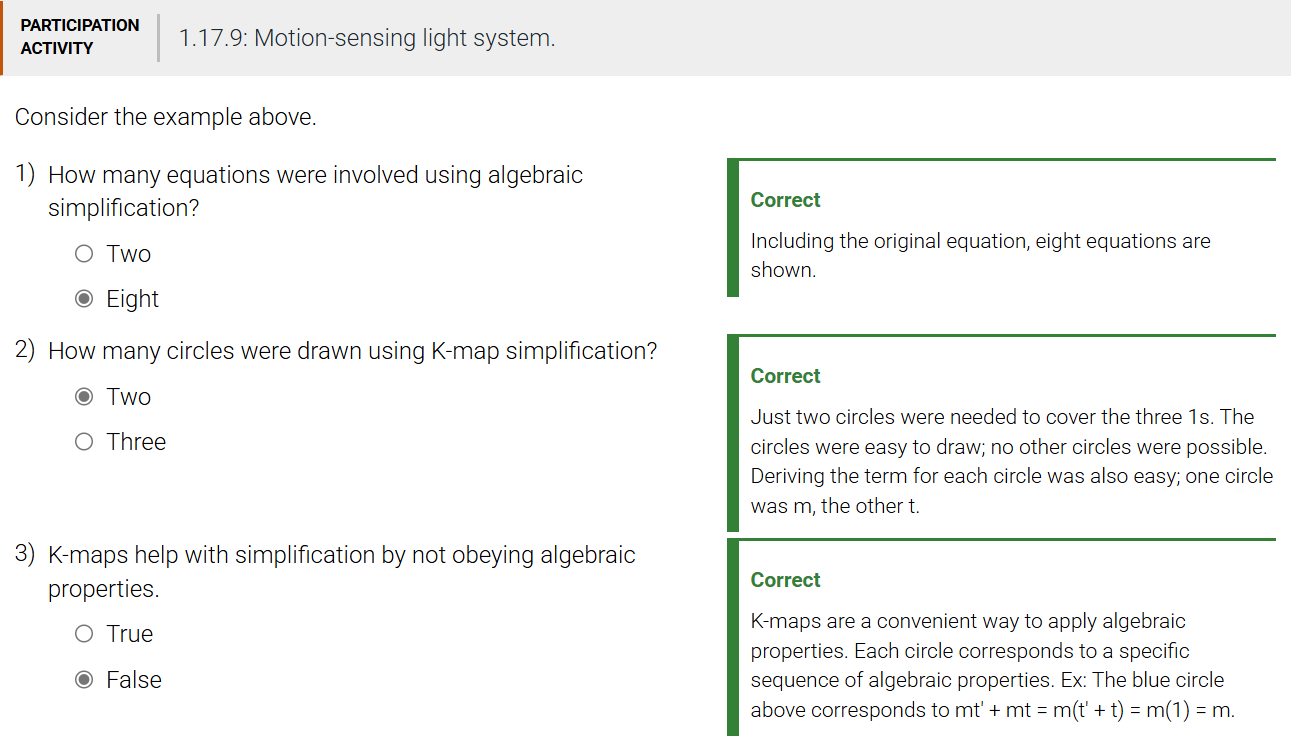 PARTICIPATION
ACTIVITY
1.17.9: Motion-sensing light system.
Consider the example above.
1) How many equations were involved using algebraic
simplification?
Two
Eight
Correct
Including the original equation, eight equations are
shown.
2) How many circles were drawn using K-map simplification?
Two
Three
Correct
Just two circles were needed to cover the three 1s. The
circles were easy to draw; no other circles were possible.
Deriving the term for each circle was also easy; one circle
was m, the other t.
3) K-maps help with simplification by not obeying algebraic
properties.
True
False
Correct
K-maps are a convenient way to apply algebraic
properties. Each circle corresponds to a specific
sequence of algebraic properties. Ex: The blue circle
above corresponds to mt' + mt = m(t' + t) = m(1) = m.